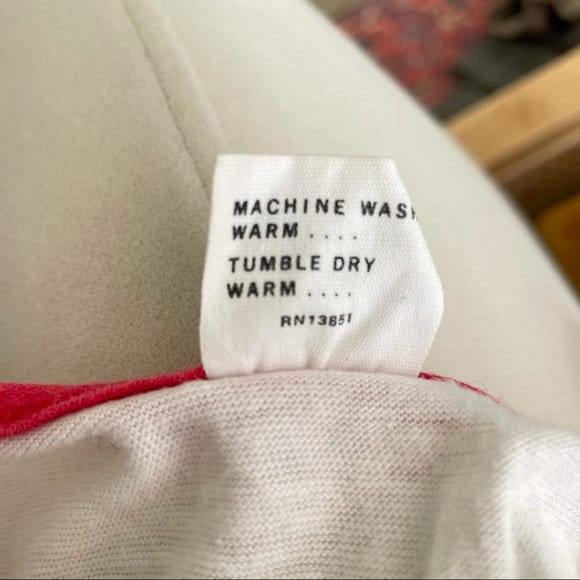 MACHINE WASH
WARM ....
TUMBLE DRY
WARM ....
RN13851